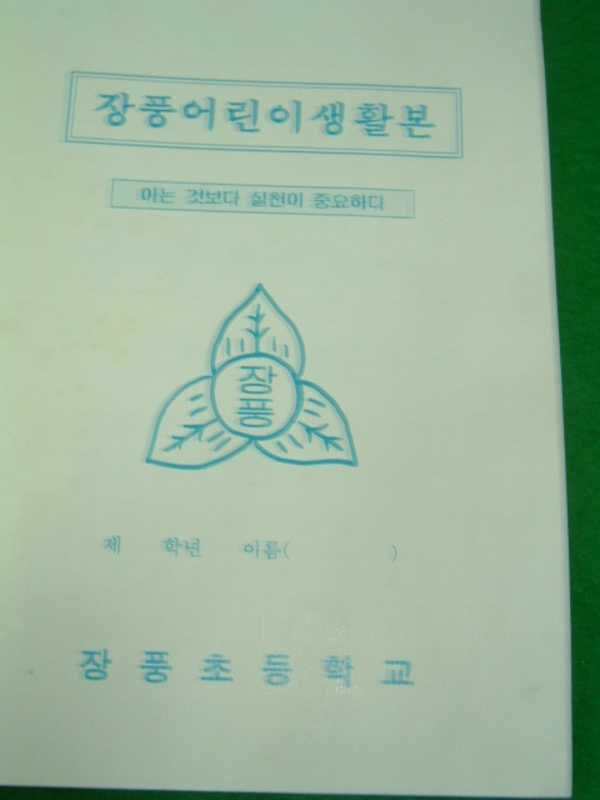 장풍어린이생활본
아는 것보다 실천이 중요하다
장
풍
제 학년 이름( )
장풍초등학교